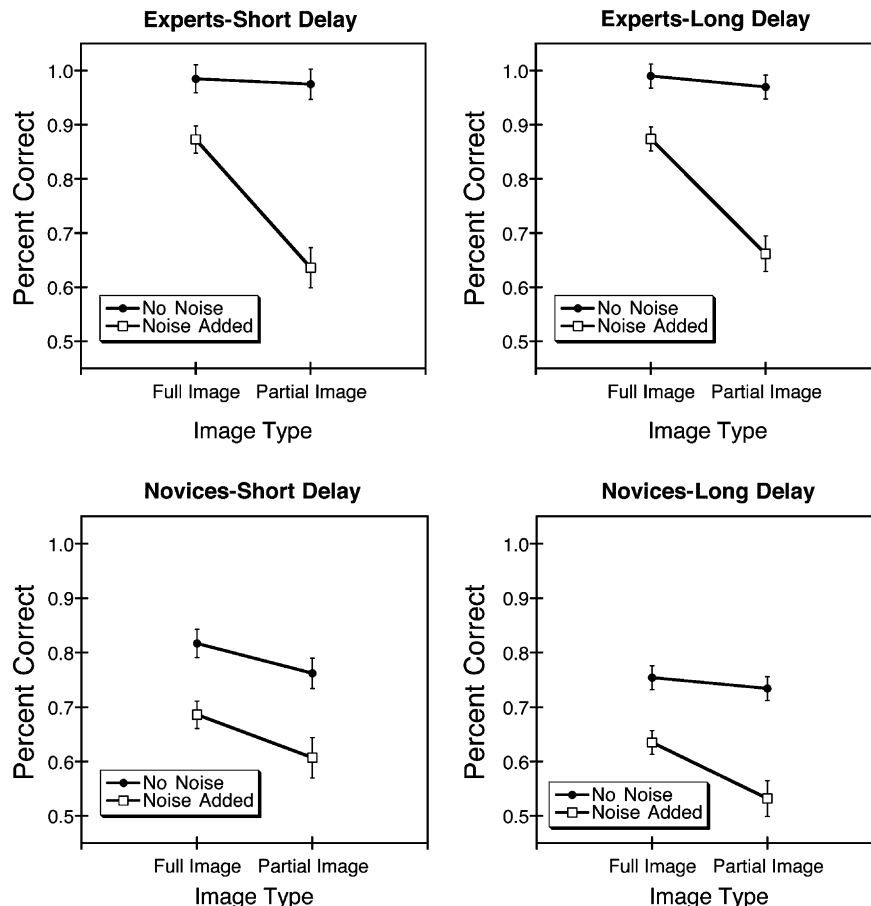 Experts-Short Delay
Percent Correct
1.0
0.9
0.8
0.7
0.6
0.5
No Noise
Noise Added
Full Image Partial Image
Image Type
Experts-Long Delay
Percent Correct
1.0
0.9
0.8
0.7
0.6
0.5
No Noise
Noise Added
Full Image Partial Image
Image Type
Novices-Short Delay
Percent Correct
1.0
0.9
0.8
0.7
0.6
0.5
No Noise
Noise Added
Full Image Partial Image
Image Type
Novices-Long Delay
Percent Correct
1.0
0.9
0.8
0.7
0.6
0.5
No Noise
Noise Added
Full Image Partial Image
Image Type